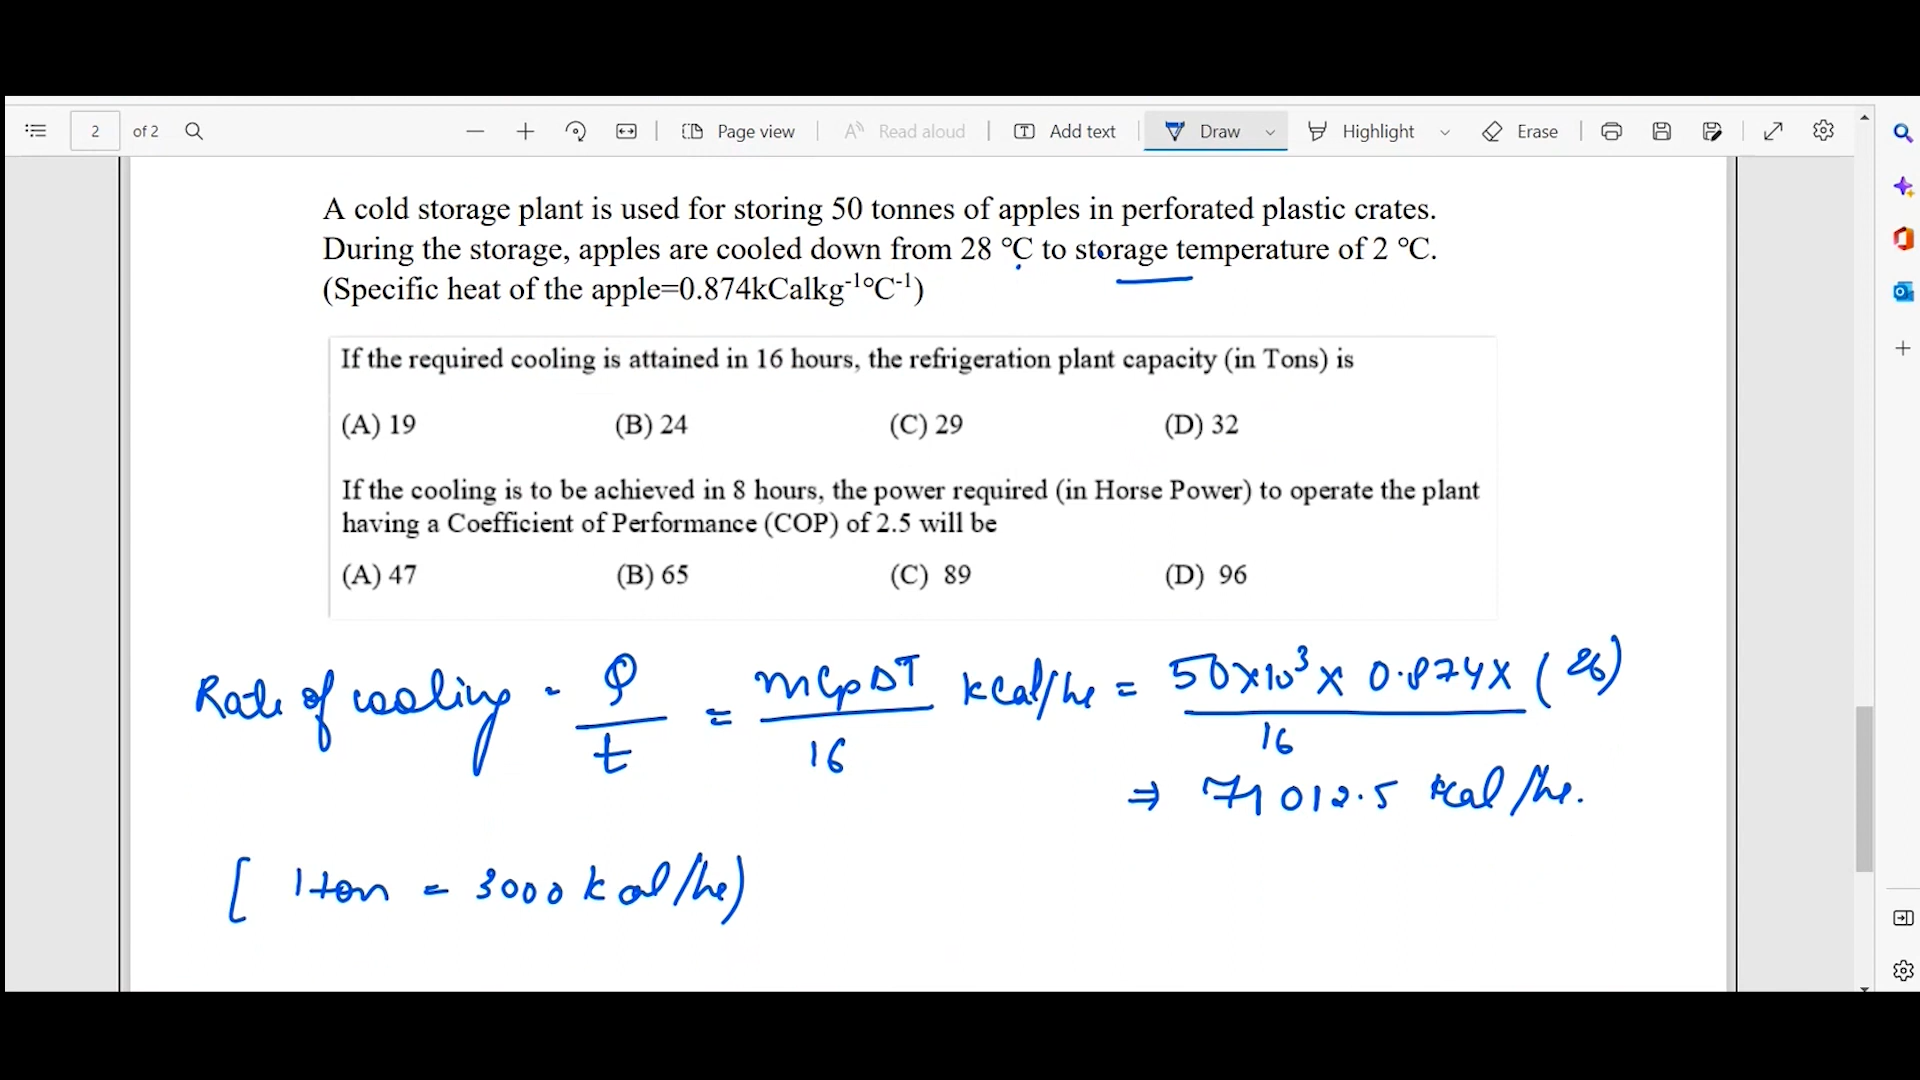 2 of 2 Page view Read aloud Add text Draw Highlight Erase
A cold storage plant is used for storing 50 tonnes of apples in perforated plastic crates.
During the storage, apples are cooled down from 28 °C to storage temperature of 2 °C.
(Specific heat of the apple=0.874kCalkg⁻¹°C⁻¹)
If the required cooling is attained in 16 hours, the refrigeration plant capacity (in Tons) is
(A) 19 (B) 24 (C) 29 (D) 32
If the cooling is to be achieved in 8 hours, the power required (in Horse Power) to operate the plant
having a Coefficient of Performance (COP) of 2.5 will be
(A) 47 (B) 65 (C) 89 (D) 96
Rate of cooling = Q/t = mCpΔT/16 kcal/hr = 50×10³×0.874×(26)/16
⇒ 71012.5 kcal/hr.
[ 1 ton = 3000 kcal/hr)